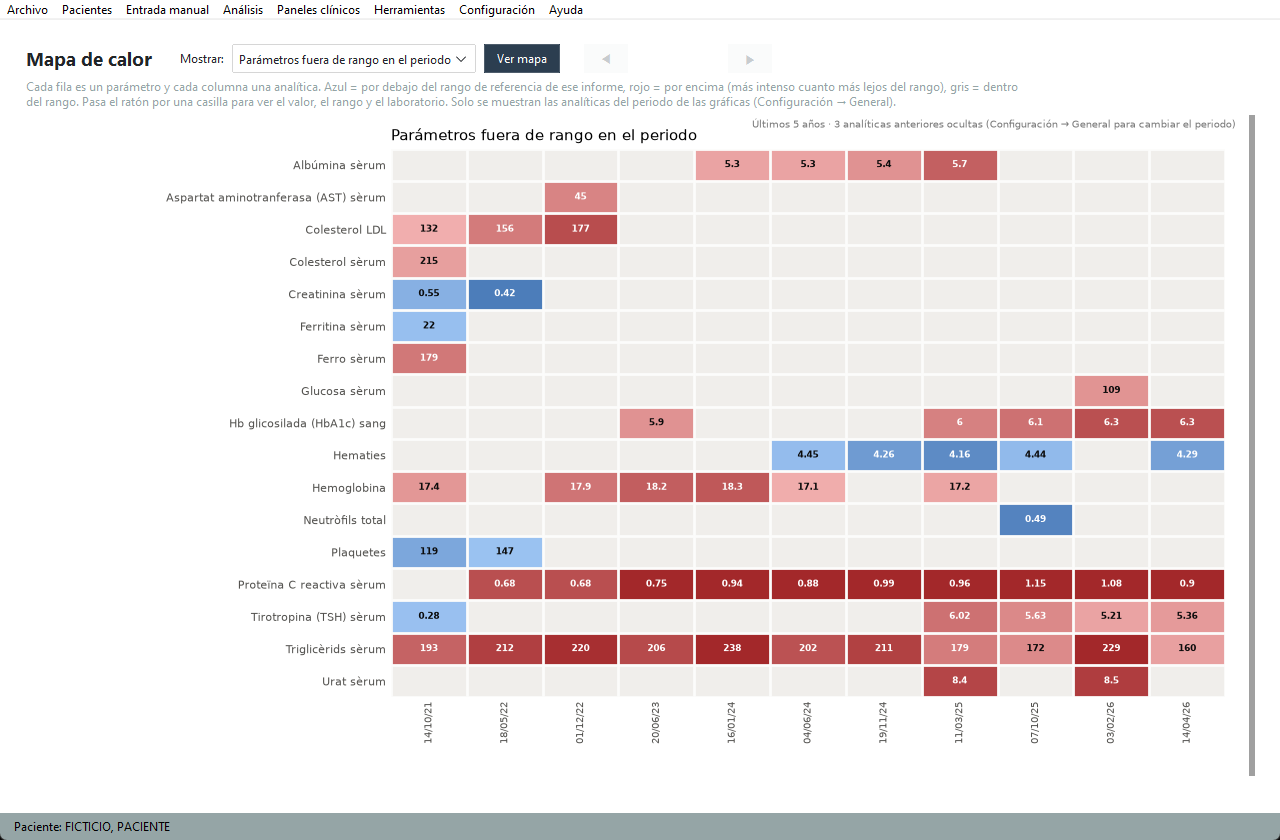 Archivo Pacientes Entrada manual Análisis Paneles clínicos Herramientas Configuración Ayuda
Mapa de calor Mostrar: Parámetros fuera de rango en el periodo Ver mapa ◀ ▶
Cada fila es un parámetro y cada columna una analítica. Azul = por debajo del rango de referencia de ese informe, rojo = por encima (más intenso cuanto más lejos del rango), gris = dentro
del rango. Pasa el ratón por una casilla para ver el valor, el rango y el laboratorio. Solo se muestran las analíticas del periodo de las gráficas (Configuración → General).
Últimos 5 años · 3 analíticas anteriores ocultas (Configuración → General para cambiar el periodo)
Parámetros fuera de rango en el periodo
Albúmina sèrum 5.3 5.3 5.4 5.7
Aspartat aminotranferasa (AST) sèrum 45
Colesterol LDL 132 156 177
Colesterol sèrum 215
Creatinina sèrum 0.55 0.42
Ferritina sèrum 22
Ferro sèrum 179
Glucosa sèrum 109
Hb glicosilada (HbA1c) sang 5.9 6 6.1 6.3 6.3
Hematies 4.45 4.26 4.16 4.44 4.29
Hemoglobina 17.4 17.9 18.2 18.3 17.1 17.2
Neutròfils total 0.49
Plaquetes 119 147
Proteïna C reactiva sèrum 0.68 0.68 0.75 0.94 0.88 0.99 0.96 1.15 1.08 0.9
Tirotropina (TSH) sèrum 0.28 6.02 5.63 5.21 5.36
Triglicèrids sèrum 193 212 220 206 238 202 211 179 172 229 160
Urat sèrum 8.4 8.5
14/10/21 18/05/22 01/12/22 20/06/23 16/01/24 04/06/24 19/11/24 11/03/25 07/10/25 03/02/26 14/04/26
Paciente: FICTICIO, PACIENTE